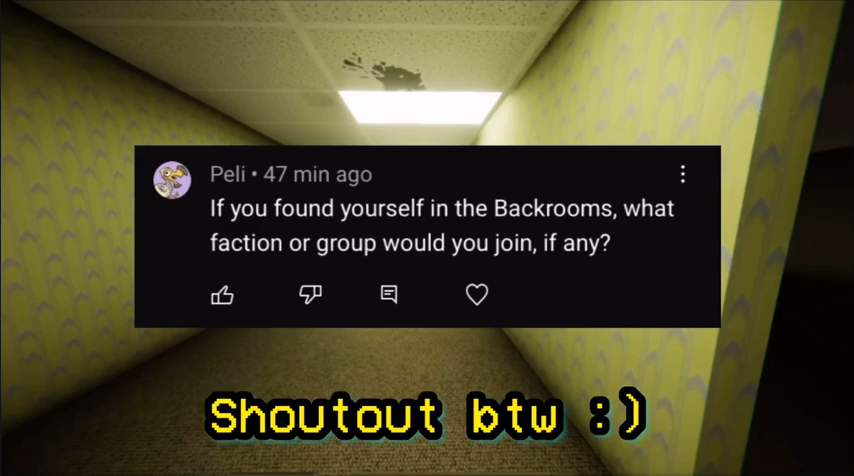 Peli • 47 min ago
If you found yourself in the Backrooms, what
faction or group would you join, if any?
Shoutout btw :)